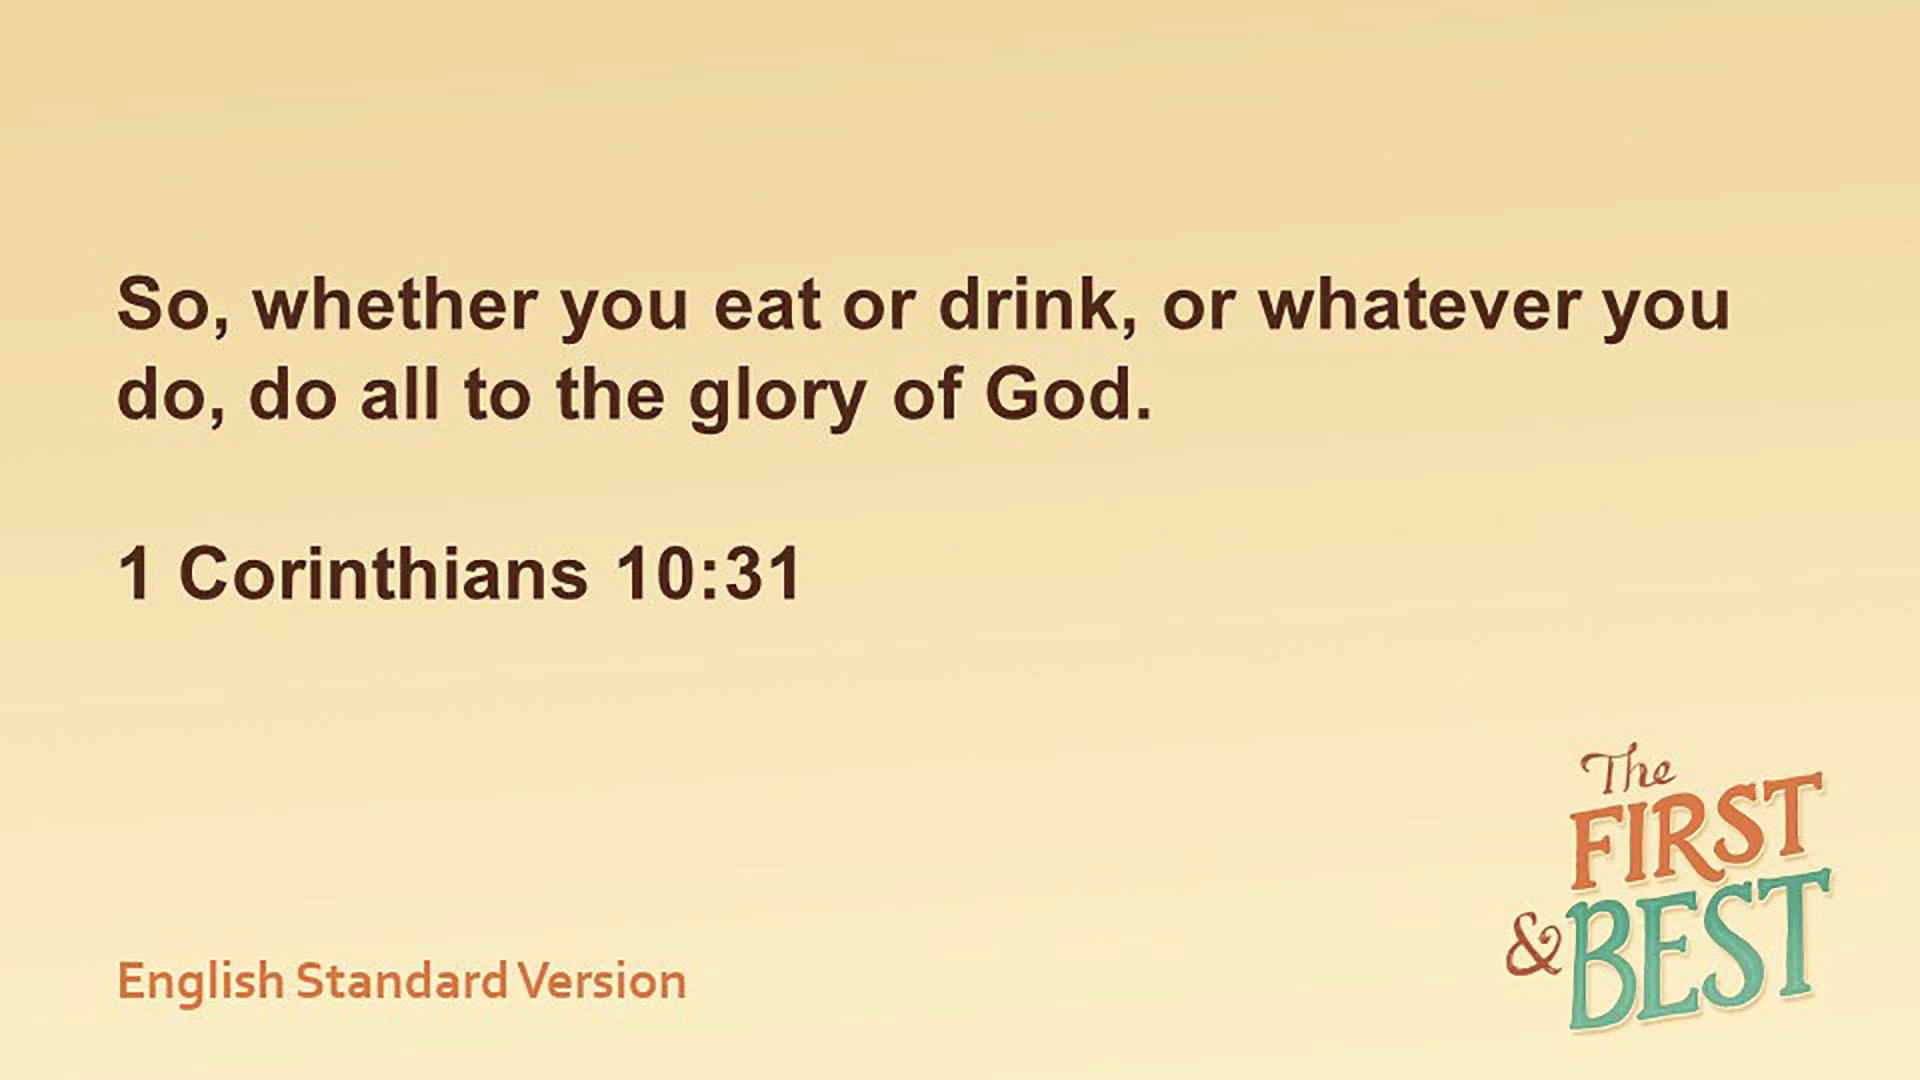 So, whether you eat or drink, or whatever you
do, do all to the glory of God.
1 Corinthians 10:31
English Standard Version
The
FIRST
& BEST